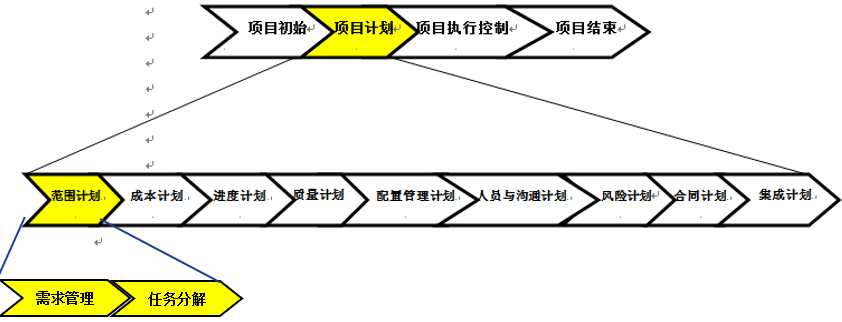 项目初始 项目计划 项目执行控制 项目结束
范围计划 成本计划 进度计划 质量计划 配置管理计划 人员与沟通计划 风险计划 合同计划 集成计划
需求管理 任务分解